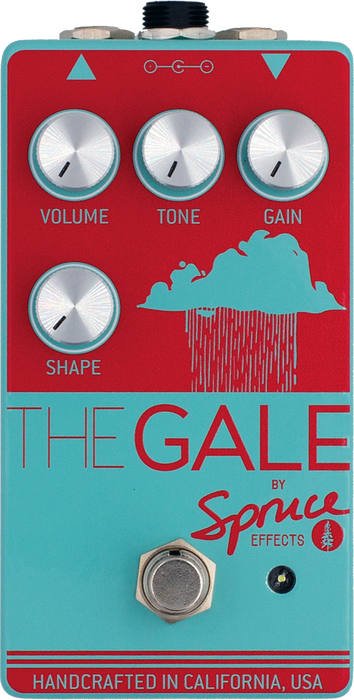 VOLUME TONE GAIN
SHAPE
THE GALE
BY
Spruce
EFFECTS
HANDCRAFTED IN CALIFORNIA, USA